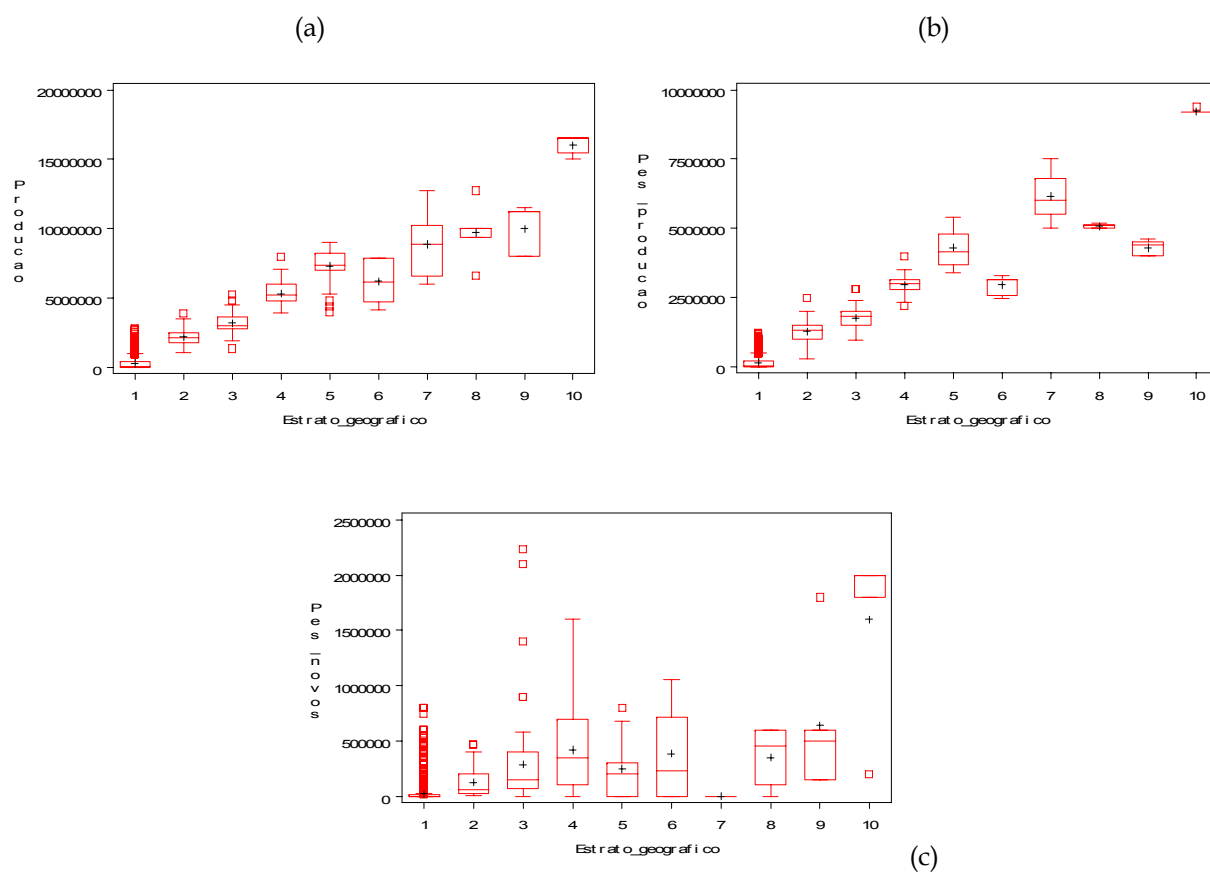 (a)
(b)
20000000
15000000
10000000
5000000
0
Producao
1 2 3 4 5 6 7 8 9 10
Estrato_geografico
10000000
7500000
5000000
2500000
0
Pes_producao
1 2 3 4 5 6 7 8 9 10
Estrato_geografico
2500000
2000000
1500000
1000000
500000
0
Pes_novos
1 2 3 4 5 6 7 8 9 10
Estrato_geografico
(c)